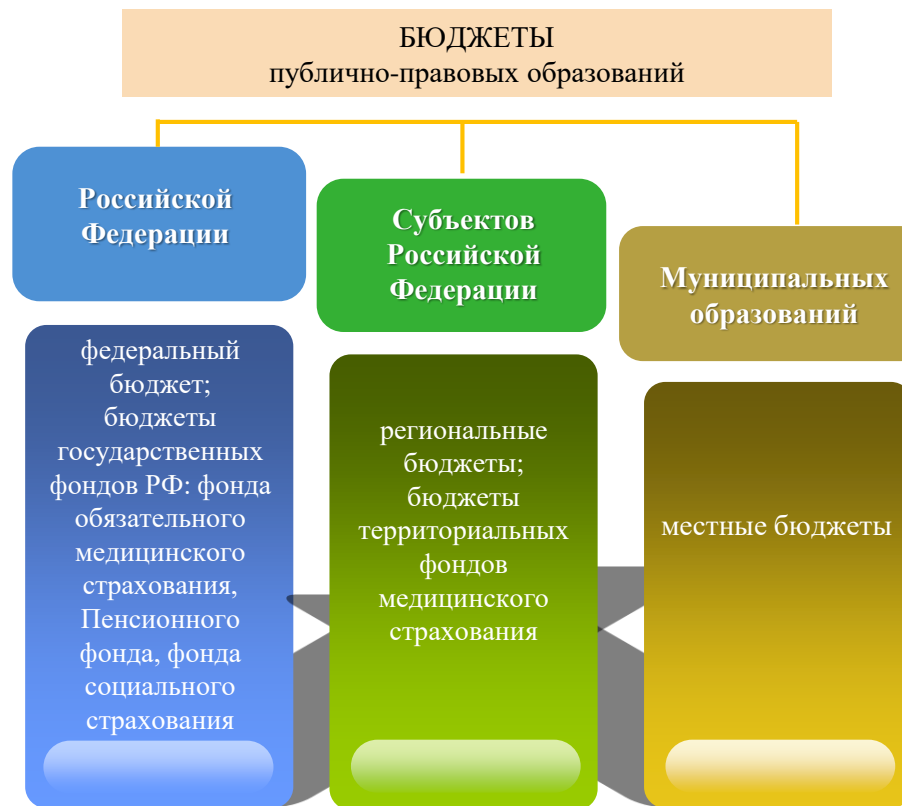 БЮДЖЕТЫ
публично-правовых образований
Российской
Федерации
Субъектов
Российской
Федерации
Муниципальных
образований
федеральный
бюджет;
бюджеты
государственных
фондов РФ: фонда
обязательного
медицинского
страхования,
Пенсионного
фонда, фонда
социального
страхования
региональные
бюджеты;
бюджеты
территориальных
фондов
медицинского
страхования
местные бюджеты